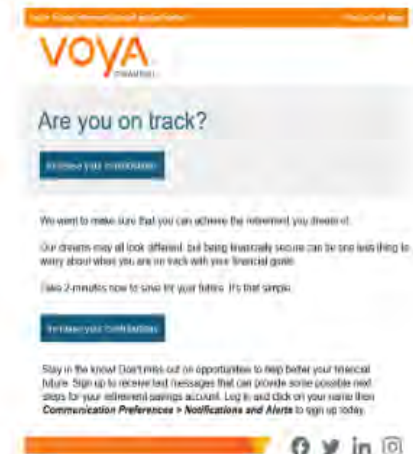 VOYA
FINANCIAL
Are you on track?
Increase your contributions
We want to make sure that you can achieve the retirement you dream of.
Our dreams may all look different, but being financially secure can be one less thing to
worry about when you are on track with your financial goals.
Take 2-minutes now to save for your future. It's that simple.
Increase your contributions
Stay in the know! Don't miss out on opportunities to help better your financial
future. Sign up to receive text messages that can provide some possible next
steps for your retirement savings account. Log in and click on your name then
Communication Preferences > Notifications and Alerts to sign up today.